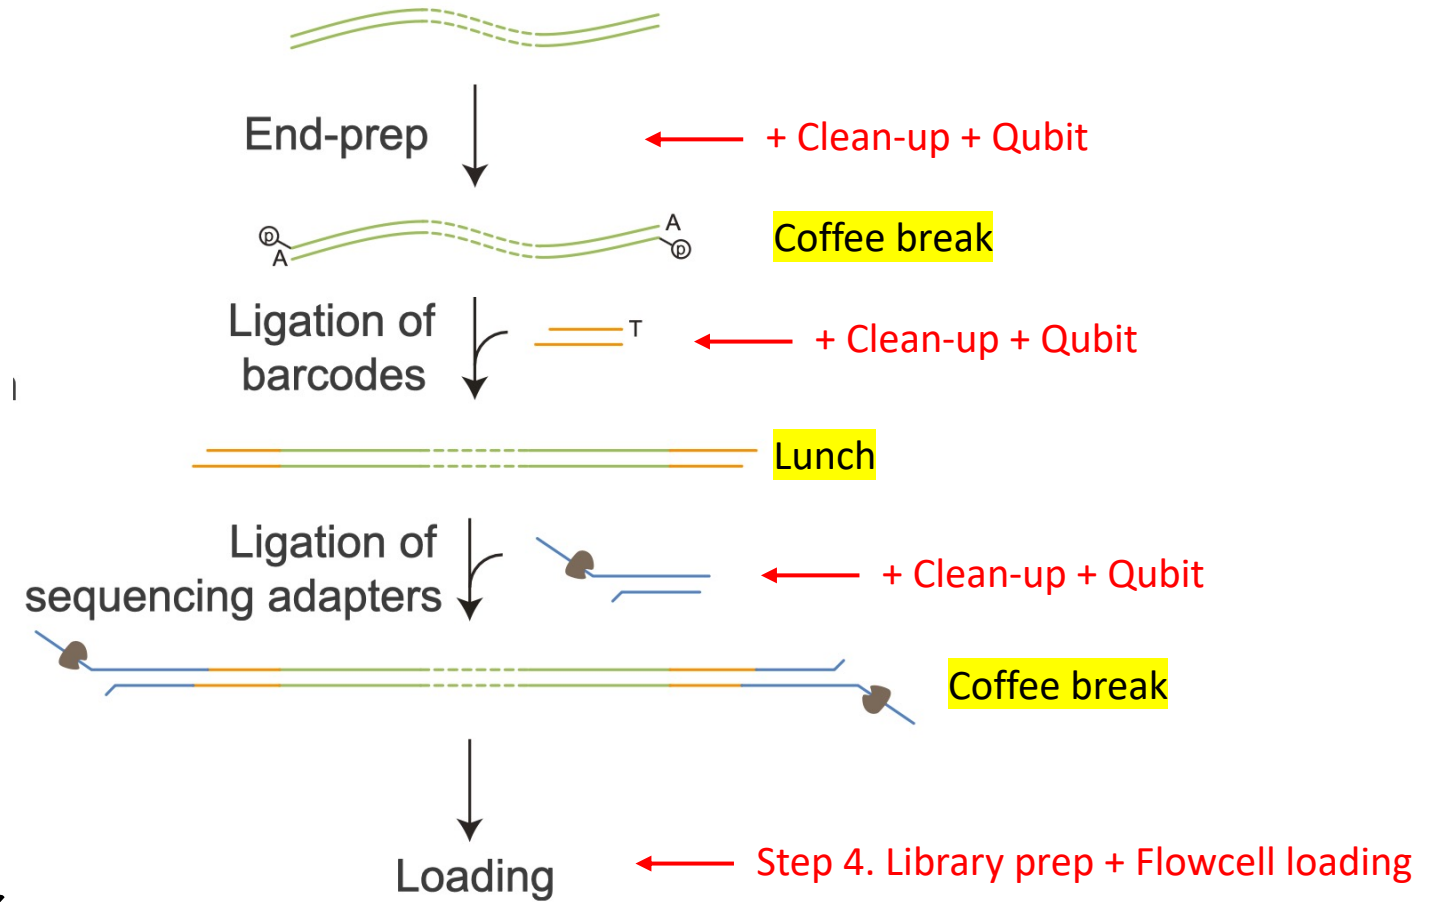 End-prep
+ Clean-up + Qubit
p
A
A
p
Coffee break
Ligation of
barcodes
T
+ Clean-up + Qubit
Lunch
Ligation of
sequencing adapters
+ Clean-up + Qubit
Coffee break
Loading
Step 4. Library prep + Flowcell loading